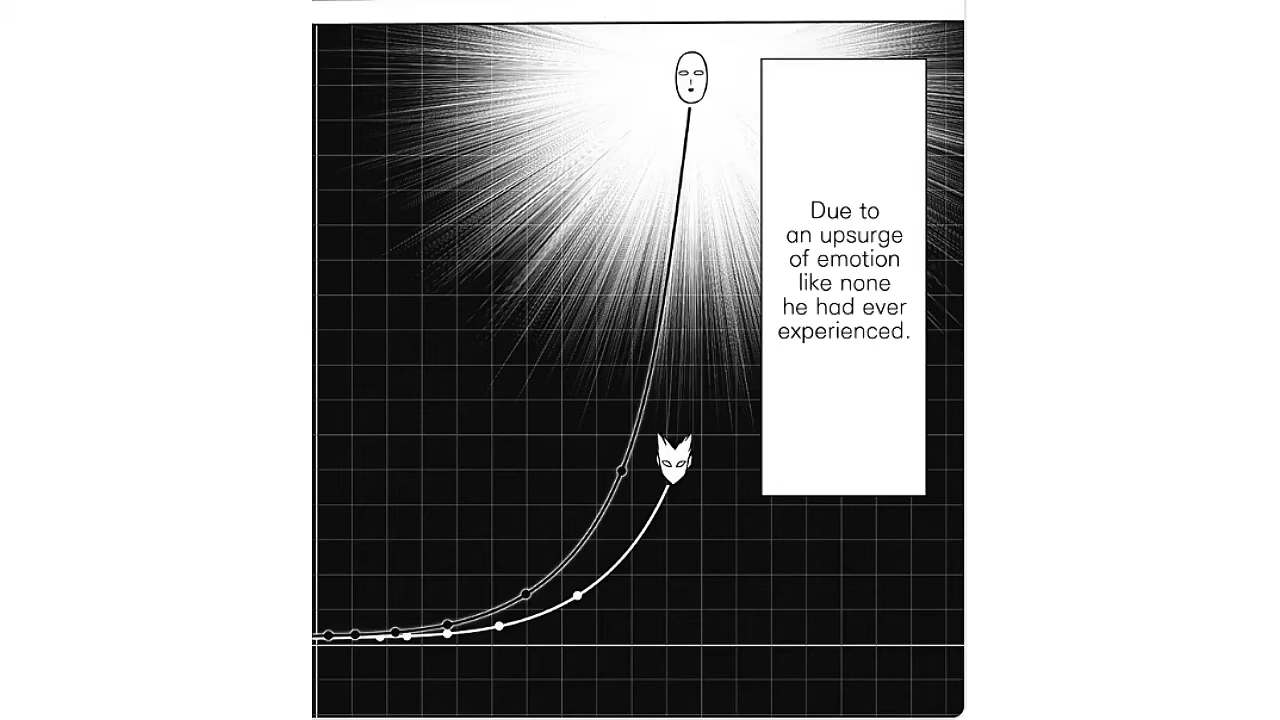 Due to
an upsurge
of emotion
like none
he had ever
experienced.